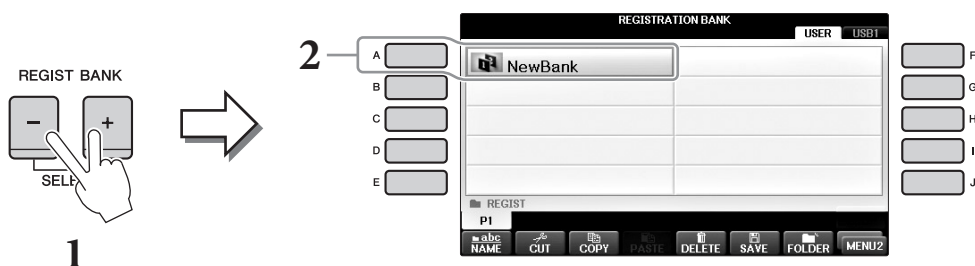 REGIST BANK
-
+
SEL
1
2
A
B
C
D
E
REGISTRATION BANK
USER
USB1
NewBank
REGIST
P1
abc
NAME
CUT
COPY
PASTE
DELETE
SAVE
FOLDER
MENU2
F
G
H
I
J